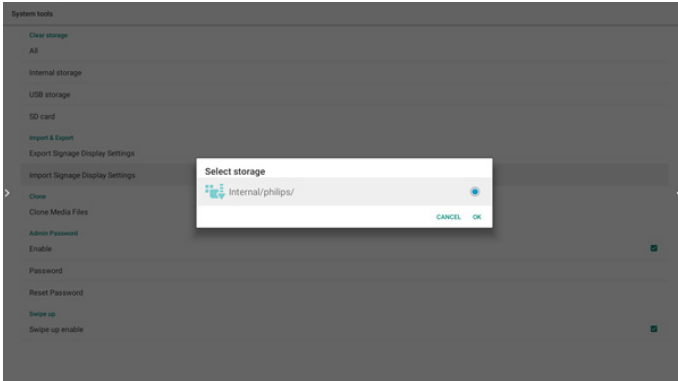 System tools
Clear storage
All
Internal storage
USB storage
SD card
Import & Export
Export Signage Display Settings
Import Signage Display Settings
Clone
Clone Media Files
Admin Password
Enable
Password
Reset Password
Swipe up
Swipe up enable
Select storage
Internal/philips/
CANCEL OK